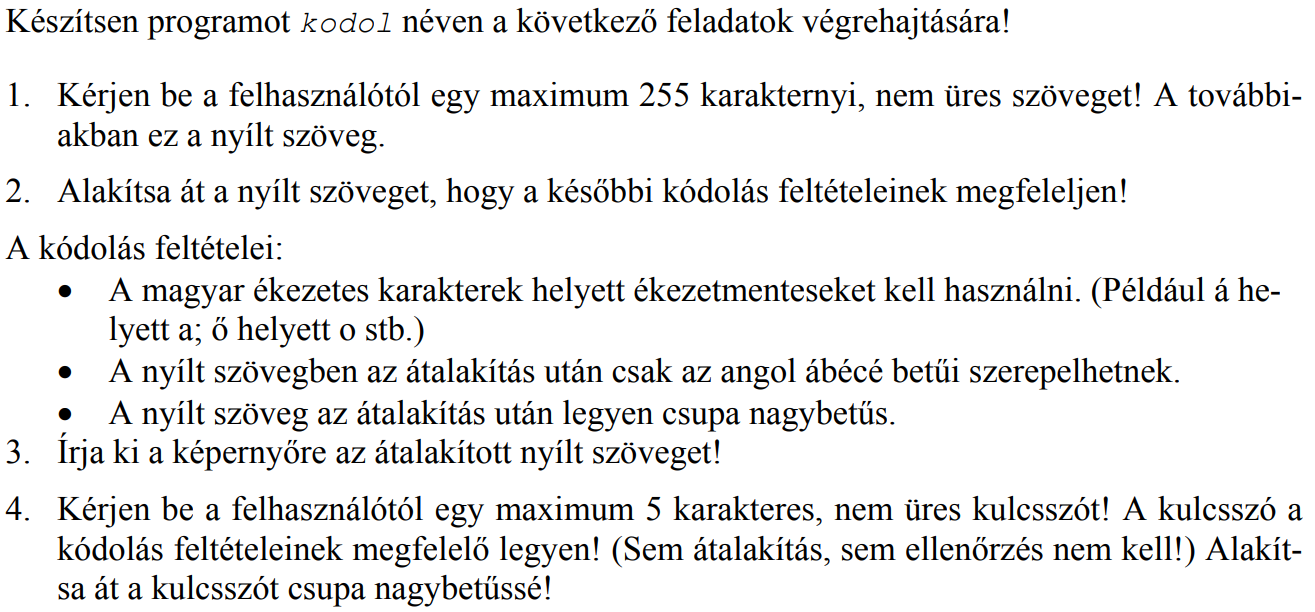 Készítsen programot kodol néven a következő feladatok végrehajtására!
1. Kérjen be a felhasználótól egy maximum 255 karakternyi, nem üres szöveget! A további-
akban ez a nyílt szöveg.
2. Alakítsa át a nyílt szöveget, hogy a későbbi kódolás feltételeinek megfeleljen!
A kódolás feltételei:
• A magyar ékezetes karakterek helyett ékezetmenteseket kell használni. (Például á he-
lyett a; ő helyett o stb.)
• A nyílt szövegben az átalakítás után csak az angol ábécé betűi szerepelhetnek.
• A nyílt szöveg az átalakítás után legyen csupa nagybetűs.
3. Írja ki a képernyőre az átalakított nyílt szöveget!
4. Kérjen be a felhasználótól egy maximum 5 karakteres, nem üres kulcsszót! A kulcsszó a
kódolás feltételeinek megfelelő legyen! (Sem átalakítás, sem ellenőrzés nem kell!) Alakít-
sa át a kulcsszót csupa nagybetűssé!